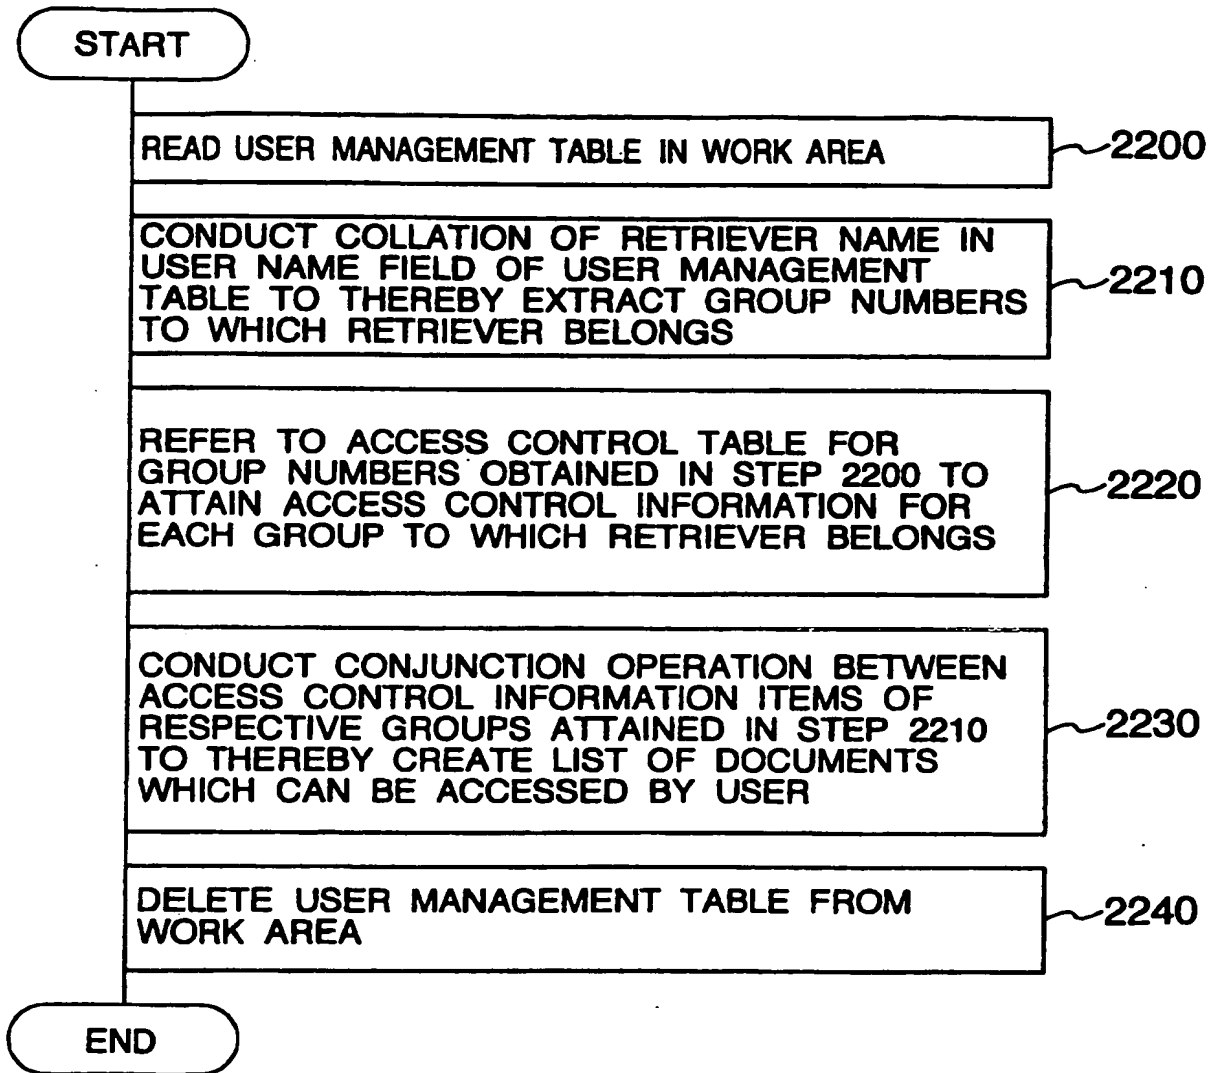 START
READ USER MANAGEMENT TABLE IN WORK AREA
2200
CONDUCT COLLATION OF RETRIEVER NAME IN
USER NAME FIELD OF USER MANAGEMENT
TABLE TO THEREBY EXTRACT GROUP NUMBERS
TO WHICH RETRIEVER BELONGS
2210
REFER TO ACCESS CONTROL TABLE FOR
GROUP NUMBERS OBTAINED IN STEP 2200 TO
ATTAIN ACCESS CONTROL INFORMATION FOR
EACH GROUP TO WHICH RETRIEVER BELONGS
2220
CONDUCT CONJUNCTION OPERATION BETWEEN
ACCESS CONTROL INFORMATION ITEMS OF
RESPECTIVE GROUPS ATTAINED IN STEP 2210
TO THEREBY CREATE LIST OF DOCUMENTS
WHICH CAN BE ACCESSED BY USER
2230
DELETE USER MANAGEMENT TABLE FROM
WORK AREA
2240
END